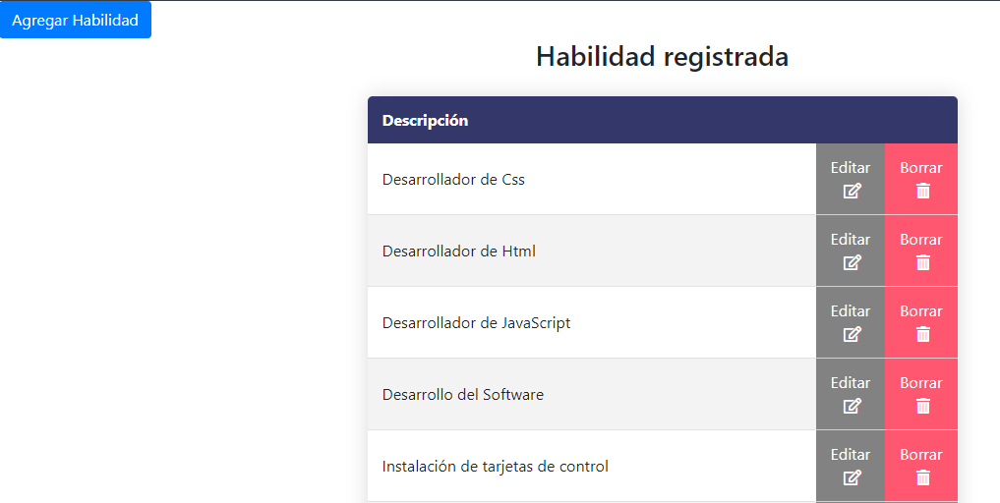 Agregar Habilidad
Habilidad registrada
Descripción
Desarrollador de Css Editar Borrar
Desarrollador de Html Editar Borrar
Desarrollador de JavaScript Editar Borrar
Desarrollo del Software Editar Borrar
Instalación de tarjetas de control Editar Borrar